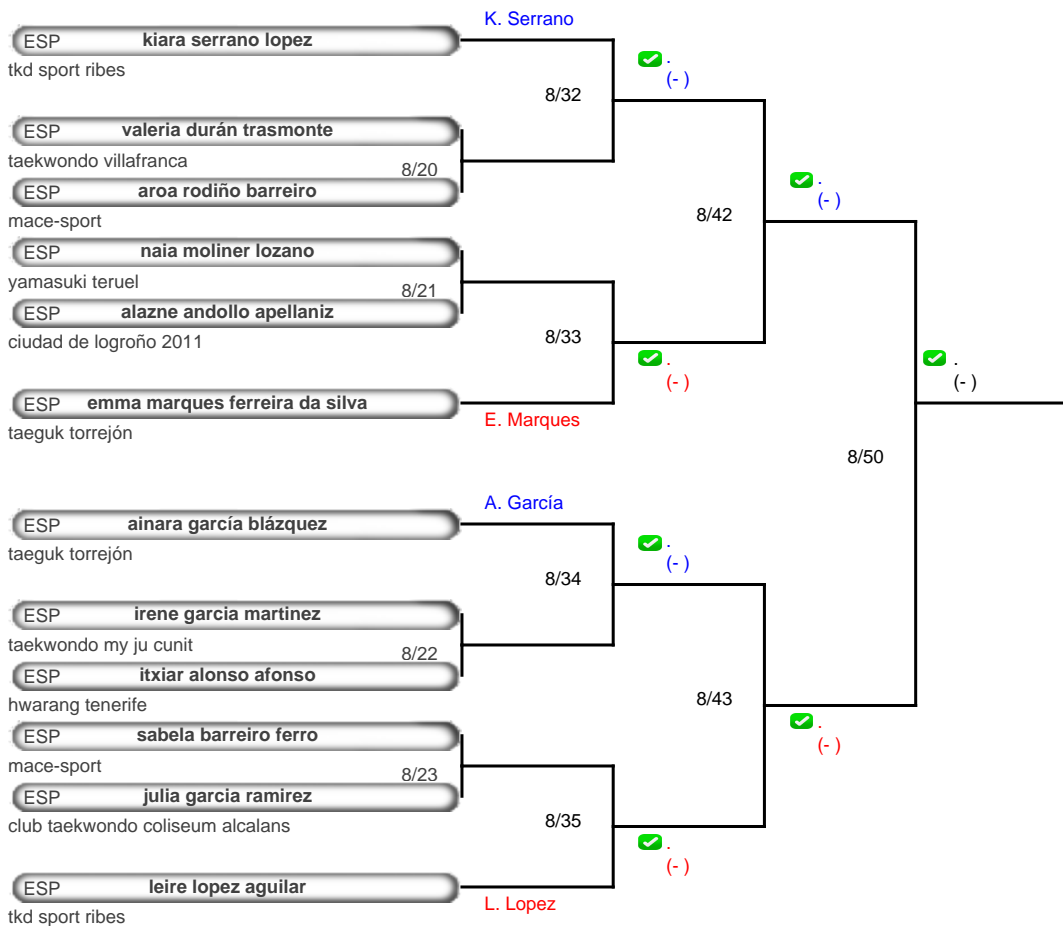 K. Serrano
ESP kiara serrano lopez
tkd sport ribes
.
(- )
8/32
ESP valeria durán trasmonte
taekwondo villafranca
8/20
ESP aroa rodiño barreiro
mace-sport
.
(- )
8/42
ESP naia moliner lozano
yamasuki teruel
8/21
ESP alazne andollo apellaniz
ciudad de logroño 2011
8/33
.
(- )
.
(- )
ESP emma marques ferreira da silva
taeguk torrejón
E. Marques
8/50
A. García
ESP ainara garcía blázquez
taeguk torrejón
.
(- )
8/34
ESP irene garcia martinez
taekwondo my ju cunit
8/22
ESP itxiar alonso afonso
hwarang tenerife
8/43
.
(- )
ESP sabela barreiro ferro
mace-sport
8/23
ESP julia garcia ramirez
club taekwondo coliseum alcalans
8/35
.
(- )
ESP leire lopez aguilar
tkd sport ribes
L. Lopez